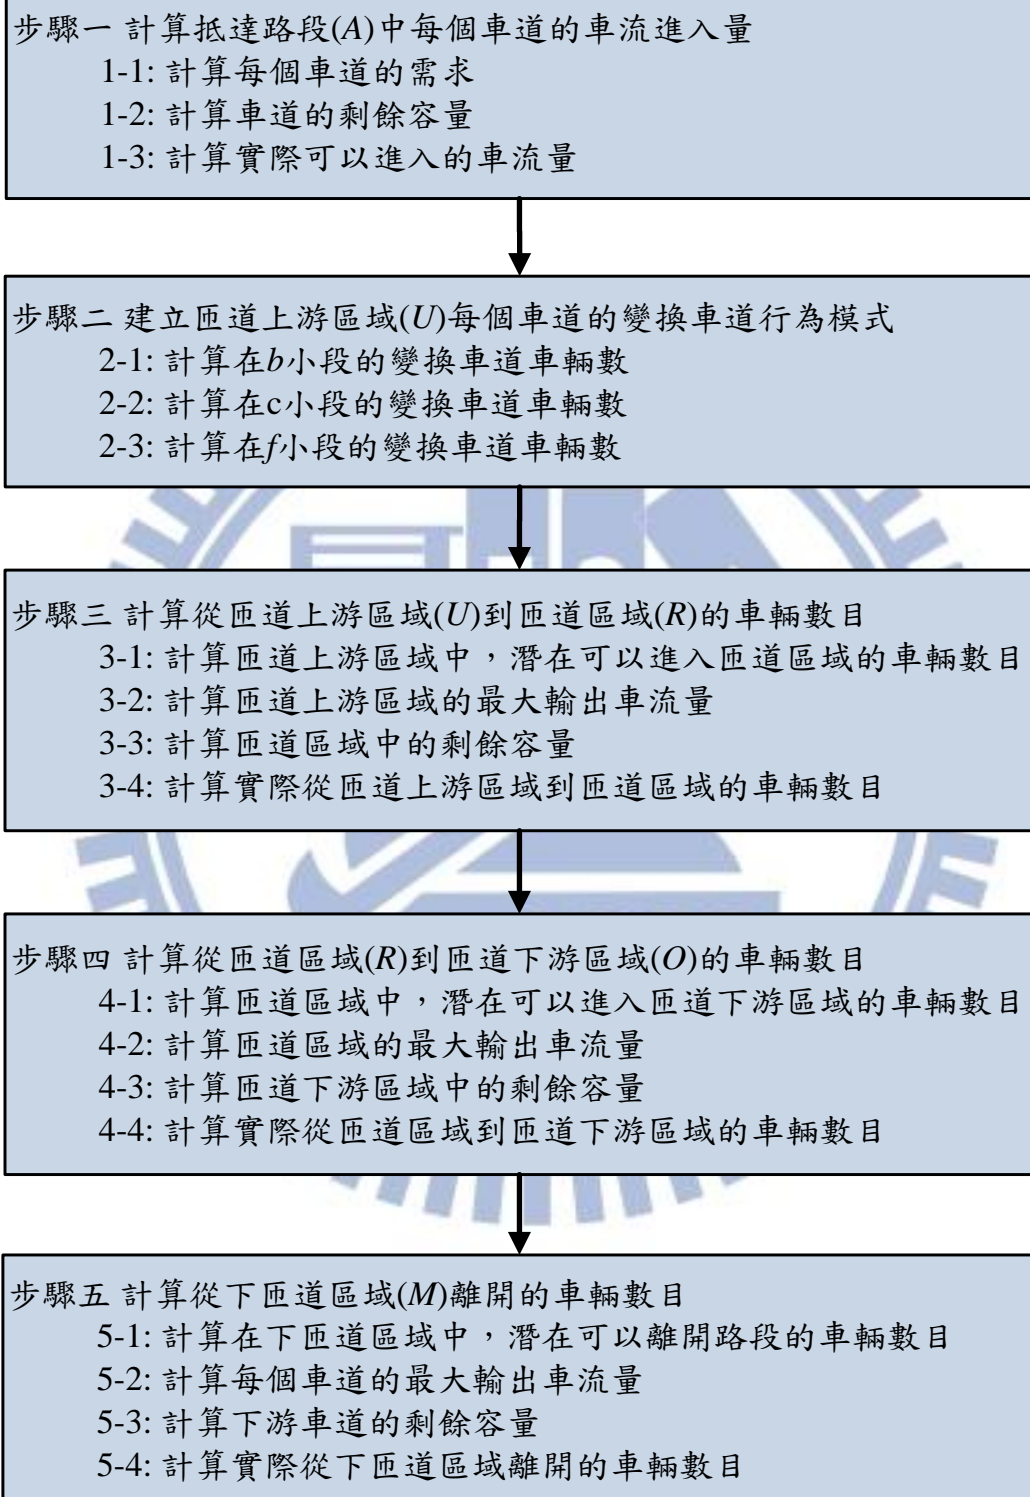 步驟一 計算抵達路段(A)中每個車道的車流進入量
1-1: 計算每個車道的需求
1-2: 計算車道的剩餘容量
1-3: 計算實際可以進入的車流量
步驟二 建立匝道上游區域(U)每個車道的變換車道行為模式
2-1: 計算在b小段的變換車道車輛數
2-2: 計算在c小段的變換車道車輛數
2-3: 計算在f小段的變換車道車輛數
步驟三 計算從匝道上游區域(U)到匝道區域(R)的車輛數目
3-1: 計算匝道上游區域中，潛在可以進入匝道區域的車輛數目
3-2: 計算匝道上游區域的最大輸出車流量
3-3: 計算匝道區域中的剩餘容量
3-4: 計算實際從匝道上游區域到匝道區域的車輛數目
步驟四 計算從匝道區域(R)到匝道下游區域(O)的車輛數目
4-1: 計算匝道區域中，潛在可以進入匝道下游區域的車輛數目
4-2: 計算匝道區域的最大輸出車流量
4-3: 計算匝道下游區域中的剩餘容量
4-4: 計算實際從匝道區域到匝道下游區域的車輛數目
步驟五 計算從下匝道區域(M)離開的車輛數目
5-1: 計算在下匝道區域中，潛在可以離開路段的車輛數目
5-2: 計算每個車道的最大輸出車流量
5-3: 計算下游車道的剩餘容量
5-4: 計算實際從下匝道區域離開的車輛數目